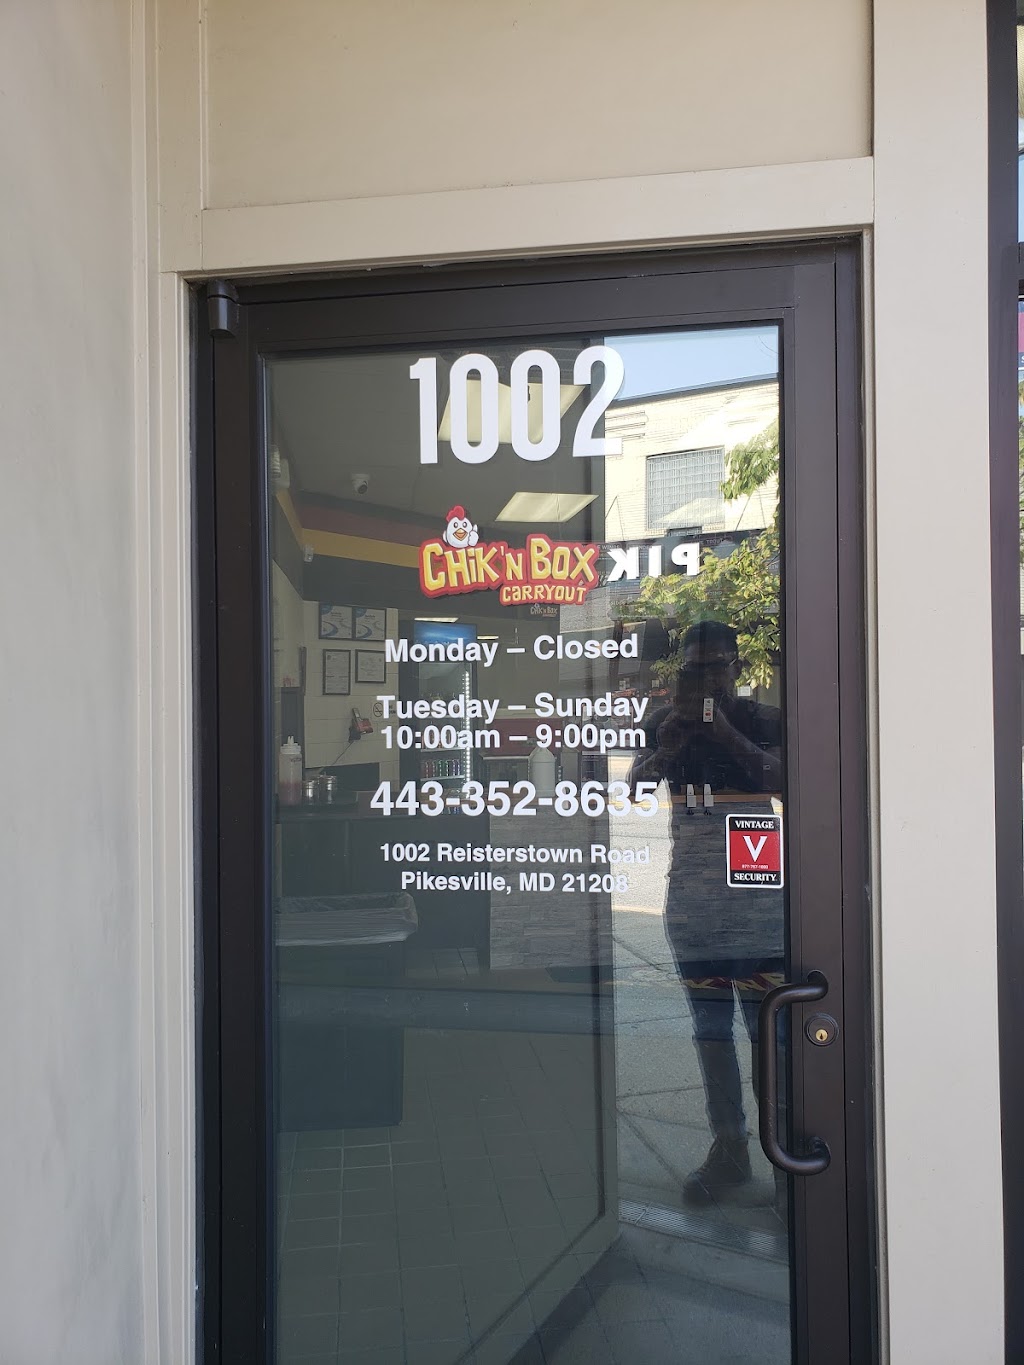 1002
CHiK'N BOX
CARRYOUT
PIK
Monday – Closed
Tuesday – Sunday
10:00am – 9:00pm
443-352-8635
1002 Reisterstown Road
Pikesville, MD 21208
VINTAGE
V
SECURITY